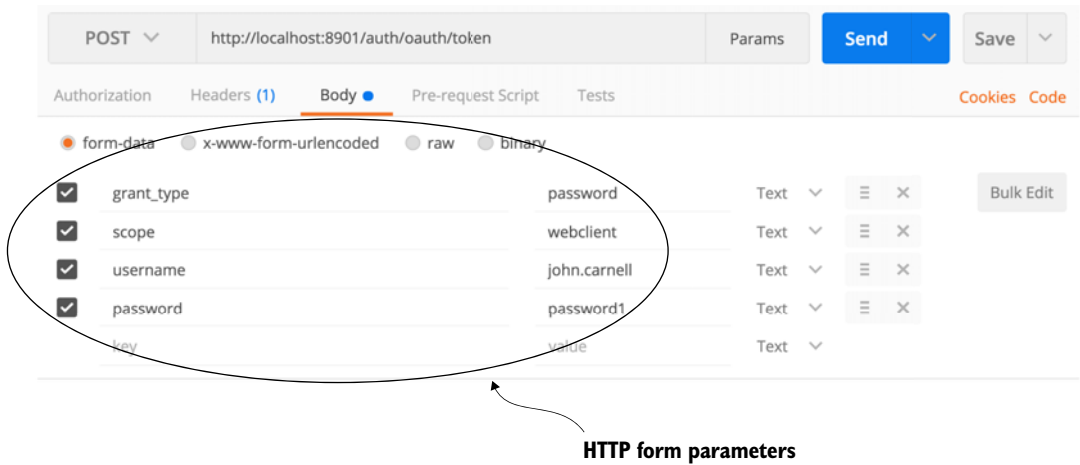 POST http://localhost:8901/auth/oauth/token Params Send Save
Authorization Headers (1) Body Pre-request Script Tests Cookies Code
form-data x-www-form-urlencoded raw binary
grant_type password Text Bulk Edit
scope webclient Text
username john.carnell Text
password password1 Text
key value Text
HTTP form parameters